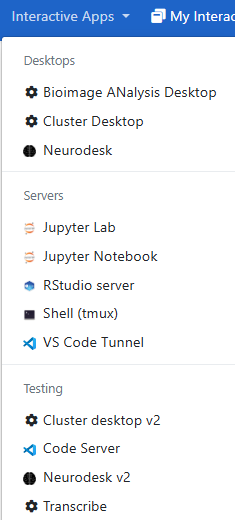 Interactive Apps My Interac
Desktops
Bioimage ANalysis Desktop
Cluster Desktop
Neurodesk
Servers
Jupyter Lab
Jupyter Notebook
RStudio server
Shell (tmux)
VS Code Tunnel
Testing
Cluster desktop v2
Code Server
Neurodesk v2
Transcribe